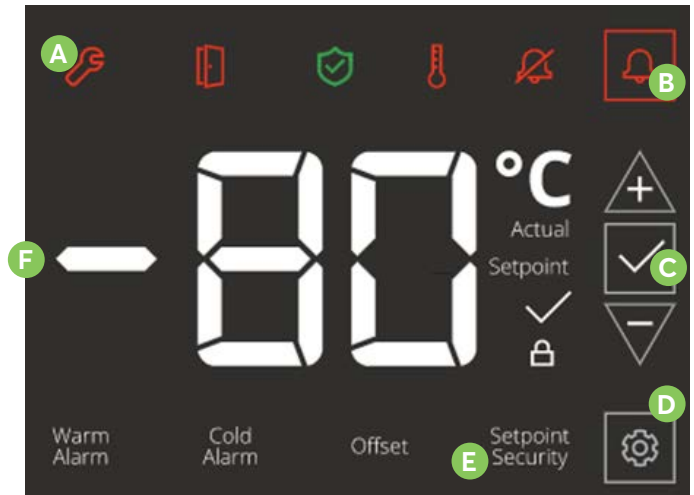 A
B
-80 °C
Actual
Setpoint
+
C
F
-
D
Warm Alarm
Cold Alarm
Offset
Setpoint Security
E